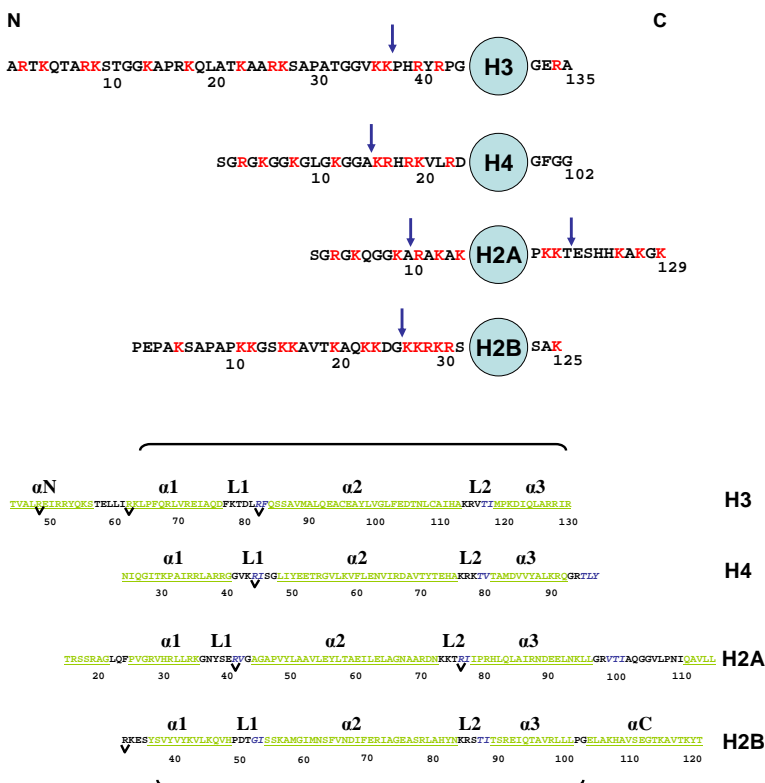 N C
ARTKQTARKSTGGKAPRKQLATKAARKSAPATGGVKKPHRYRPG H3 GERA
10 20 30 40 135
SGRGKGGKGLGKGGAKRHRKVLRD H4 GFGG
10 20 102
SGRGKQGGKARAKAK H2A PKKTESHHKAKGK
10 129
PEPAKSAPAPKKGSKKAVTKAQKKDGKKRKRS H2B SAK
10 20 30 125
αN α1 L1 α2 L2 α3
TVALREIRRYQKSTELLIRKLPFQRLVREIAQDFKTDLRFQSSAVMALQEACEAYLVGLFEDTNLCAIHAKRVTIMPKDIQLARRIR H3
50 60 70 80 90 100 110 120 130
α1 L1 α2 L2 α3
NIQGITKPAIRRLARRGGVKRISGLIYEETRGVLKVFLENVIRDAVTYTEHAKRKTVTAMDVVYALKRQGRTLY H4
30 40 50 60 70 80 90
α1 L1 α2 L2 α3
TRSSRAGLQFPVGRVHRLLRKGNYSERVGAGAPVYLAAVLEYLTAEILELAGNAARDNKKTRIIPRHLQLAIRNDEELNKLLGRVTIAQGGVLPNIQAVLL H2A
20 30 40 50 60 70 80 90 100 110
α1 L1 α2 L2 α3 αC
RKESYSVYVYKVLKQVHPDTGISSKAMGIMNSFVNDIFERIAGEASRLAHYNKRSTITSREIQTAVRLLLPGELAKHAVSEGTKAVTKYT H2B
40 50 60 70 80 90 100 110 120